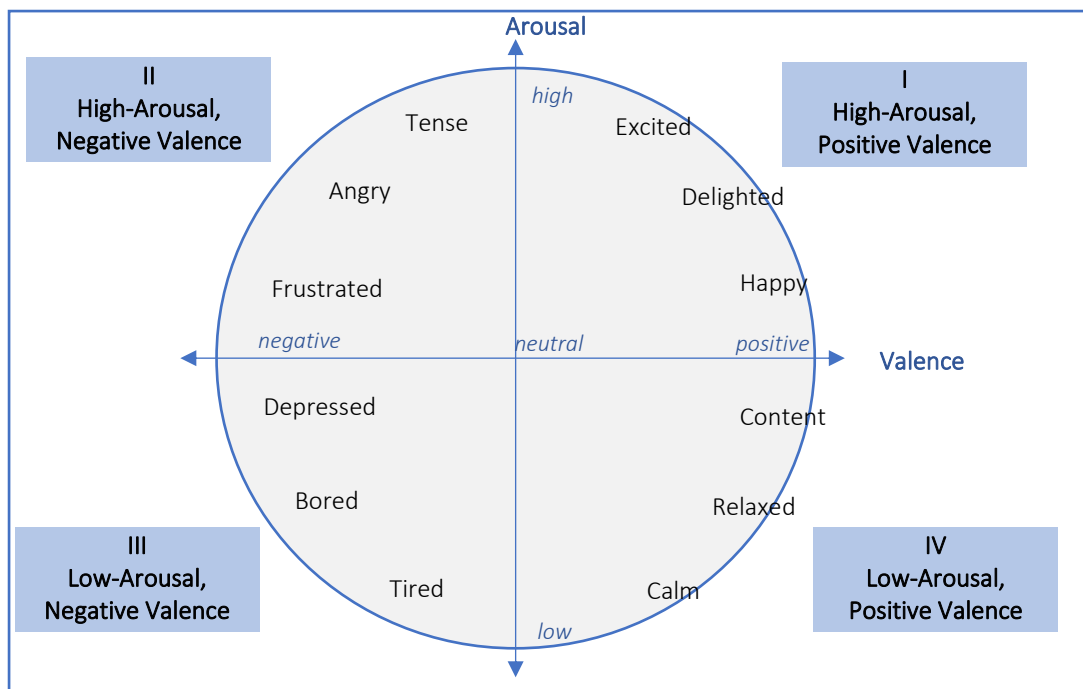 Arousal
II
High-Arousal,
Negative Valence
I
High-Arousal,
Positive Valence
high
Tense
Excited
Angry
Delighted
Frustrated
Happy
negative
neutral
positive
Valence
Depressed
Content
Bored
Relaxed
III
Low-Arousal,
Negative Valence
IV
Low-Arousal,
Positive Valence
Tired
Calm
low